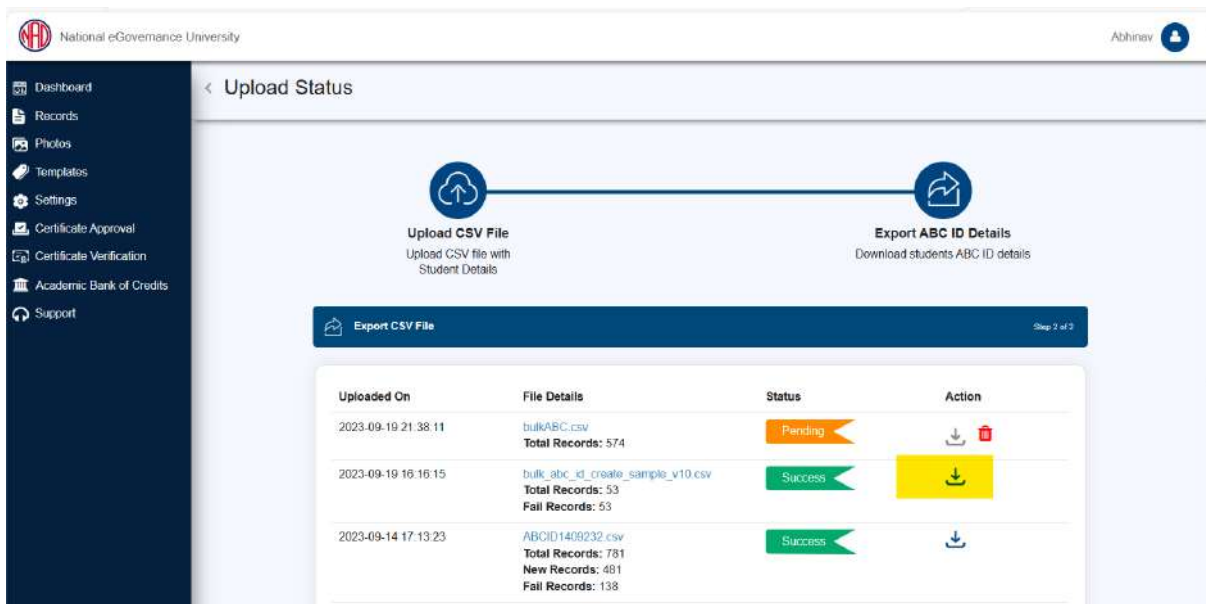 NAD
National eGovernance University
Abhinav
Dashboard
Records
Photos
Templates
Settings
Certificate Approval
Certificate Verification
Academic Bank of Credits
Support
< Upload Status
Upload CSV File
Upload CSV file with
Student Details
Export ABC ID Details
Download students ABC ID details
Export CSV File
Step 2 of 2
Uploaded On File Details Status Action
2023-09-19 21:38:11 bulkABC.csv Pending
Total Records: 574
2023-09-19 16:16:15 bulk_abc_id_create_sample_v10.csv Success
Total Records: 53
Fail Records: 53
2023-09-14 17:13:23 ABCID1409232.csv Success
Total Records: 781
New Records: 481
Fail Records: 138